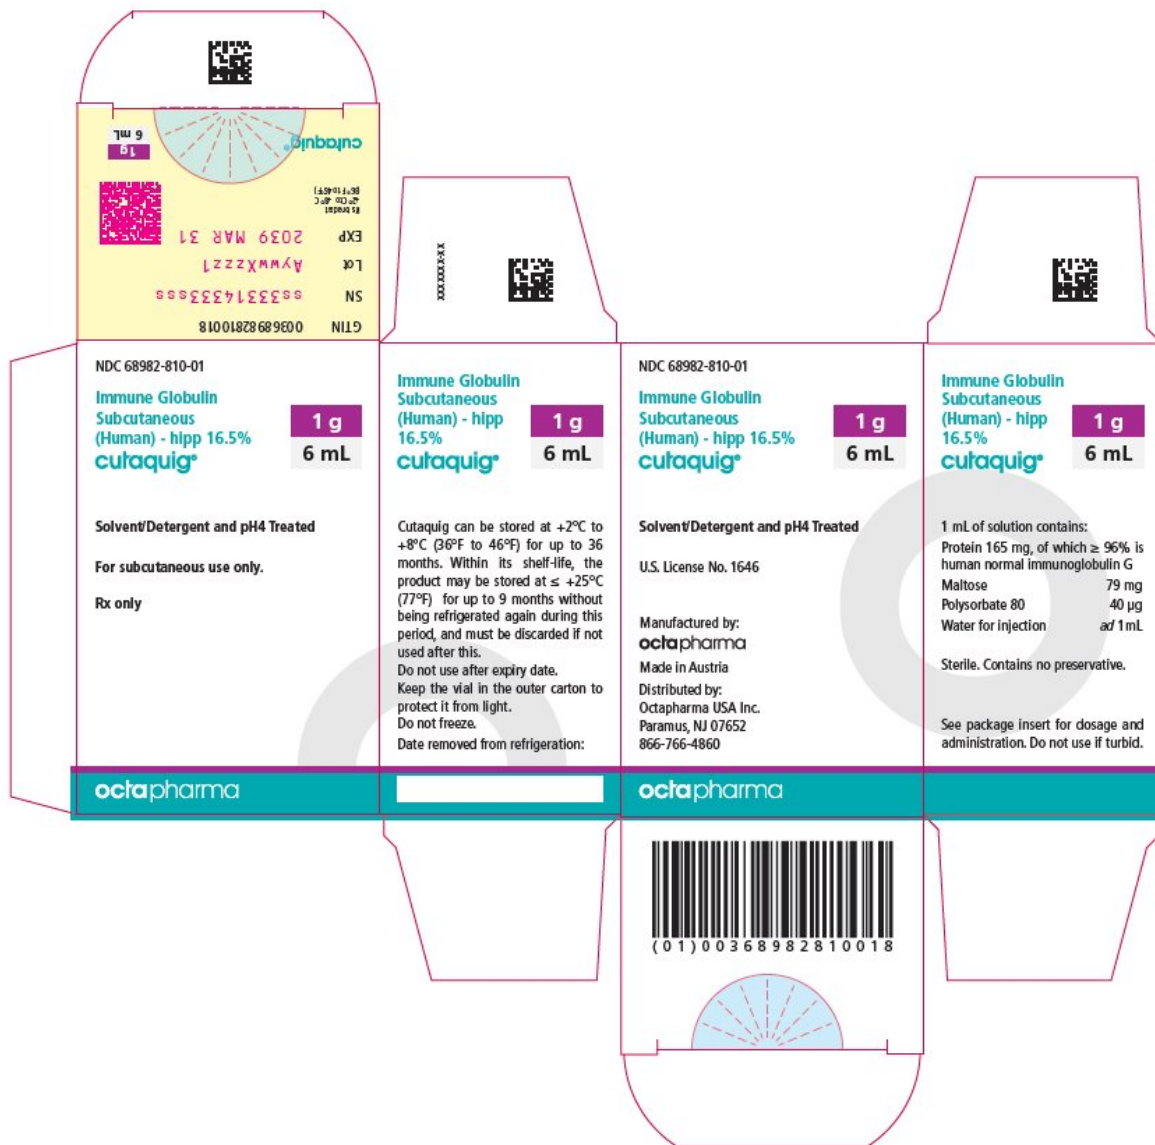 1g
6 mL
cutaquig®
+2°C to +8°C
EXP 2039 MAR 31
Lot AywwXzzz1
SN ss33314333sss
GTIN 00368982810018
xxxxxxxx-xx
NDC 68982-810-01
Immune Globulin
Subcutaneous
(Human) - hipp 16.5%
cutaquig®
1 g
6 mL
Solvent/Detergent and pH4 Treated
For subcutaneous use only.
Rx only
octapharma
Immune Globulin
Subcutaneous
(Human) - hipp
16.5%
cutaquig®
1 g
6 mL
Cutaquig can be stored at +2°C to
+8°C (36°F to 46°F) for up to 36
months. Within its shelf-life, the
product may be stored at ≤ +25°C
(77°F) for up to 9 months without
being refrigerated again during this
period, and must be discarded if not
used after this.
Do not use after expiry date.
Keep the vial in the outer carton to
protect it from light.
Do not freeze.
Date removed from refrigeration:
NDC 68982-810-01
Immune Globulin
Subcutaneous
(Human) - hipp 16.5%
cutaquig®
1 g
6 mL
Solvent/Detergent and pH4 Treated
U.S. License No. 1646
Manufactured by:
octapharma
Made in Austria
Distributed by:
Octapharma USA Inc.
Paramus, NJ 07652
866-766-4860
octapharma
Immune Globulin
Subcutaneous
(Human) - hipp
16.5%
cutaquig®
1 g
6 mL
1 mL of solution contains:
Protein 165 mg, of which ≥ 96% is
human normal immunoglobulin G
Maltose 79 mg
Polysorbate 80 40 µg
Water for injection ad 1mL
Sterile. Contains no preservative.
See package insert for dosage and
administration. Do not use if turbid.
(01)00368982810018